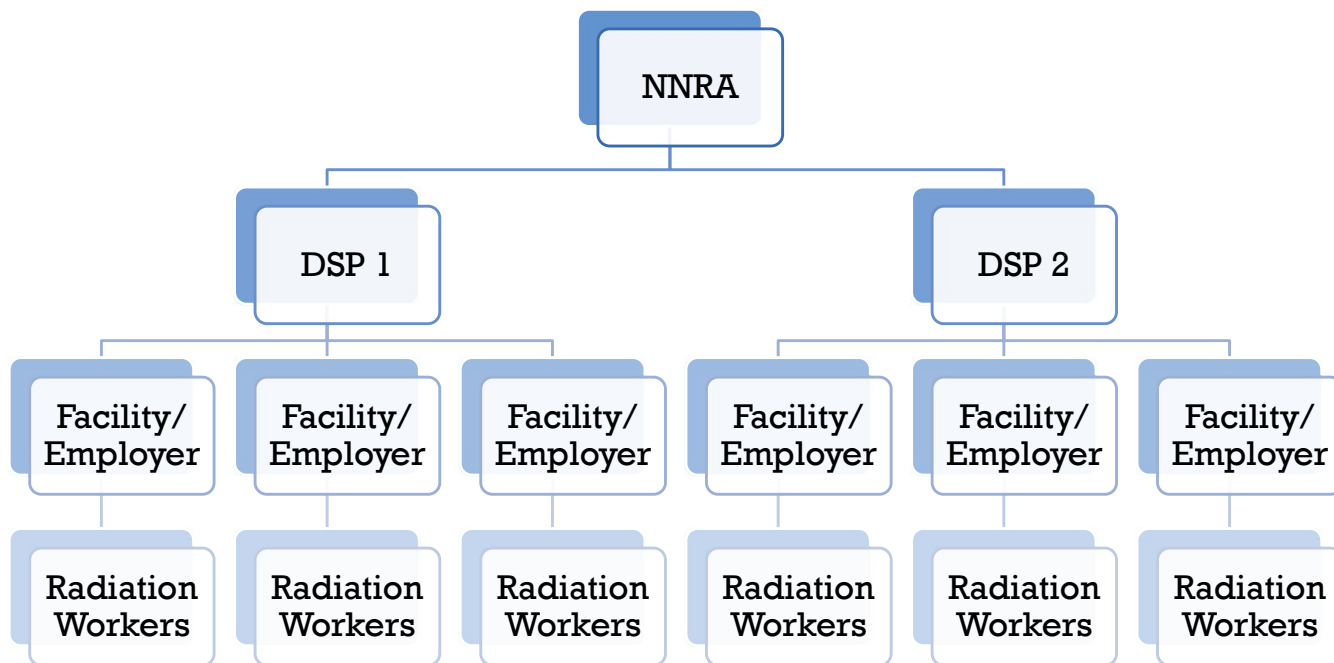 NNRA
DSP 1
DSP 2
Facility/
Employer
Facility/
Employer
Facility/
Employer
Facility/
Employer
Facility/
Employer
Facility/
Employer
Radiation
Workers
Radiation
Workers
Radiation
Workers
Radiation
Workers
Radiation
Workers
Radiation
Workers